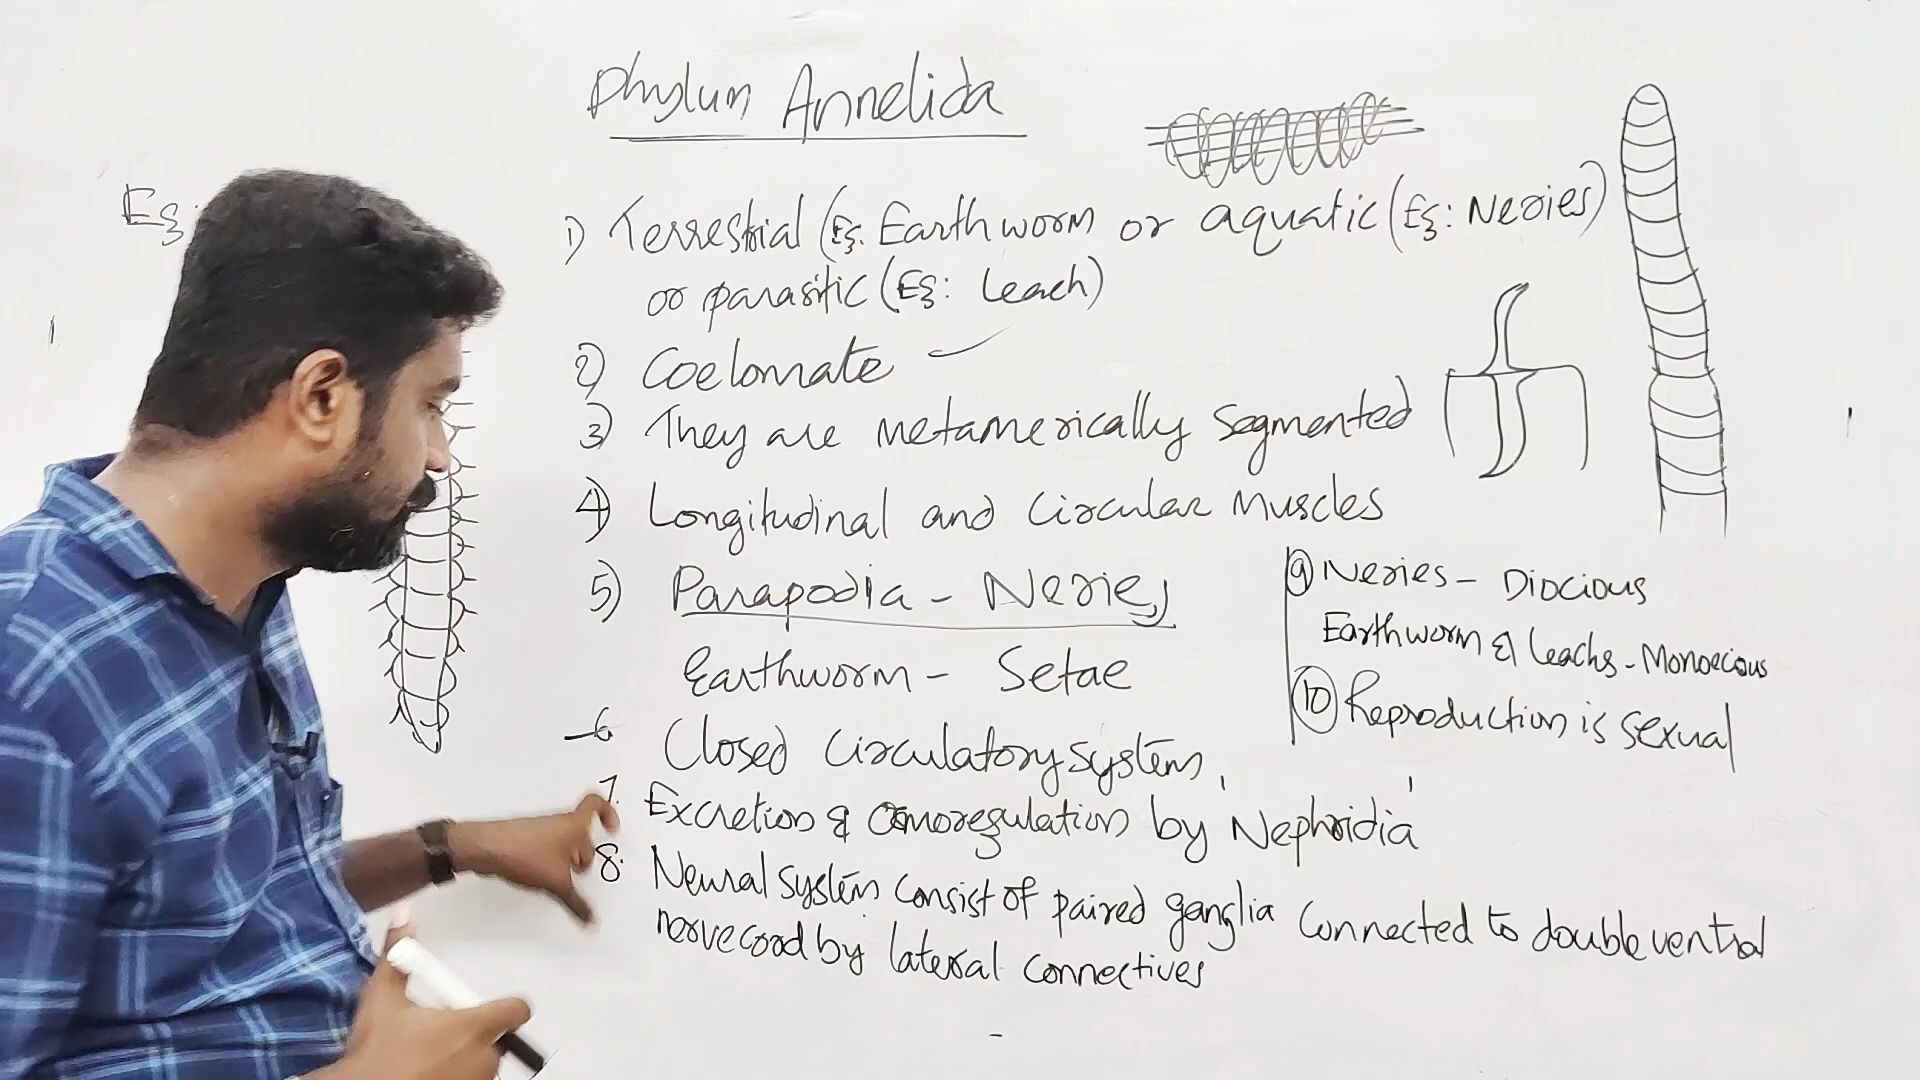 Phylum Annelida
Eg:
1) Terrestrial (Eg. Earthworm or aquatic (Eg: Neries)
or parasitic (Eg: Leach)
2) Coelomate
3) They are metamerically segmented
4) Longitudinal and circular muscles
5) Parapodia - Neries
Earthworm - Setae
6 Closed circulatory system
7. Excretion & Osmoregulation by Nephridia
8. Neural system consist of paired ganglia connected to double ventral
nerve cord by lateral connectives
9 Neries - Diocious
Earthworm & Leachs - Monoecious
10 Reproduction is sexual